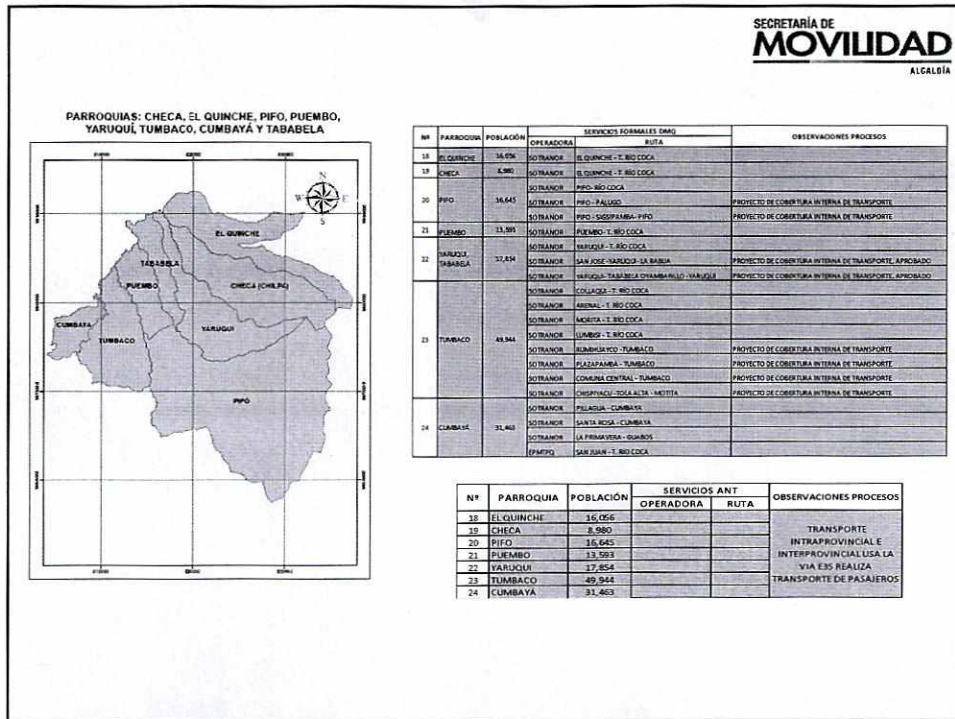 SECRETARÍA DE
MOVILIDAD
ALCALDÍA
PARROQUIAS: CHECA, EL QUINCHE, PIFO, PUEMBO,
YARUQUÍ, TUMBACO, CUMBAYÁ Y TABABELA
N
W E
S
EL QUINCHE
TABABELA
PUEMBO
CHECA (CHILPA)
CUMBAYA
TUMBACO
YARUQUI
PIFO
Nº PARROQUIA POBLACIÓN SERVICIOS FORMALES DMQ OBSERVACIONES PROCESOS
OPERADORA RUTA
18 EL QUINCHE 16,056 SOTRANOR EL QUINCHE - T. RÍO COCA
19 CHECA 8,980 SOTRANOR EL QUINCHE - T. RÍO COCA
20 PIFO 16,645 SOTRANOR PIFO- RÍO COCA
SOTRANOR PIFO - PALUGO PROYECTO DE COBERTURA INTERNA DE TRANSPORTE
SOTRANOR PIFO - SIGSIPAMBA- PIFO PROYECTO DE COBERTURA INTERNA DE TRANSPORTE
21 PUEMBO 13,593 SOTRANOR PUEMBO - T. RÍO COCA
22 YARUQUI, TABABELA 17,854 SOTRANOR YARUQUI - T. RÍO COCA
SOTRANOR SAN JOSE -YARUQUI - LA PROYECTO DE COBERTURA INTERNA DE TRANSPORTE, APROBADO
SOTRANOR YARUQUI- TABABELA OYAMBARILLO - YARUQUI PROYECTO DE COBERTURA INTERNA DE TRANSPORTE, APROBADO
23 TUMBACO 49,944 SOTRANOR COLLAQUI - T. RÍO COCA
SOTRANOR ARENAL - T. RÍO COCA
SOTRANOR MORITA - T. RÍO COCA
SOTRANOR LUMBISI - T. RÍO COCA
SOTRANOR RUMIHUAYCO - TUMBACO PROYECTO DE COBERTURA INTERNA DE TRANSPORTE
SOTRANOR PLAZAPAMBA - TUMBACO PROYECTO DE COBERTURA INTERNA DE TRANSPORTE
SOTRANOR COMUNA CENTRAL - TUMBACO PROYECTO DE COBERTURA INTERNA DE TRANSPORTE
SOTRANOR CHISPIYACU - TOLA ALTA - MOTITA PROYECTO DE COBERTURA INTERNA DE TRANSPORTE
24 CUMBAYÁ 31,463 SOTRANOR PILLAGUA - CUMBAYA
SOTRANOR SANTA ROSA - CUMBAYA
SOTRANOR LA PRIMAVERA - GUABOS
EPMTPQ SAN JUAN - T. RIO COCA
Nº PARROQUIA POBLACIÓN SERVICIOS ANT OBSERVACIONES PROCESOS
OPERADORA RUTA
18 EL QUINCHE 16,056
19 CHECA 8,980
20 PIFO 16,645
21 PUEMBO 13,593
22 YARUQUI 17,854
23 TUMBACO 49,944
24 CUMBAYÁ 31,463
TRANSPORTE
INTRAPROVINCIAL E
INTERPROVINCIAL USA LA
VIA E35 REALIZA
TRANSPORTE DE PASAJEROS